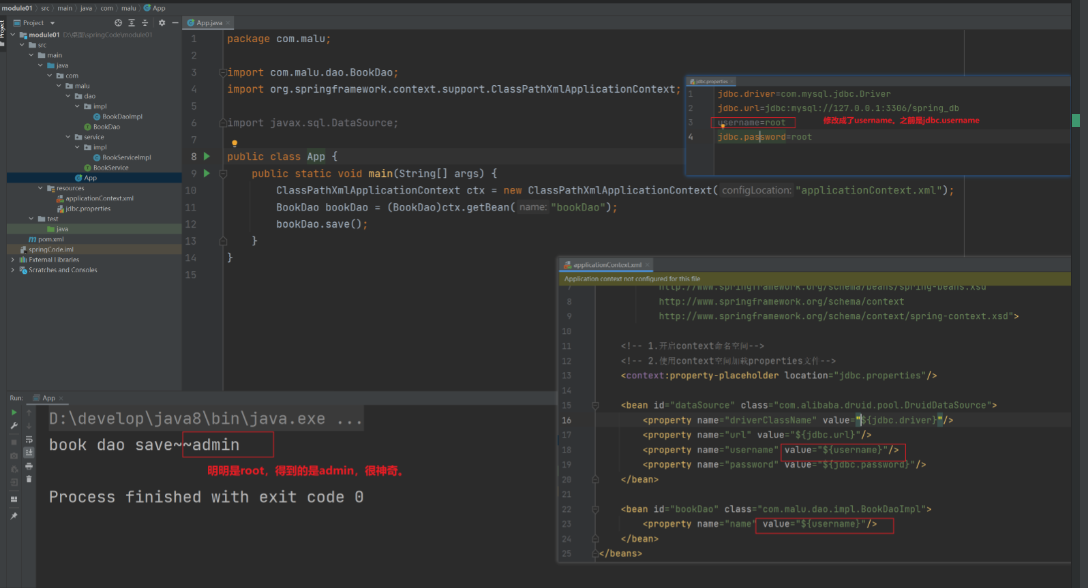 module01 src main java com malu App
Project
module01 D:\桌面\springCode\module01
src
main
java
com
malu
dao
impl
BookDaoImpl
BookDao
service
impl
BookServiceImpl
BookService
App
resources
applicationContext.xml
jdbc.properties
test
java
pom.xml
springCode.iml
External Libraries
Scratches and Consoles
App.java
1 package com.malu;
2
3 import com.malu.dao.BookDao;
4 import org.springframework.context.support.ClassPathXmlApplicationContext;
5
6 import javax.sql.DataSource;
7
8 public class App {
9 public static void main(String[] args) {
10 ClassPathXmlApplicationContext ctx = new ClassPathXmlApplicationContext( configLocation: "applicationContext.xml");
11 BookDao bookDao = (BookDao)ctx.getBean( name: "bookDao");
12 bookDao.save();
13 }
14 }
15
jdbc.properties
1 jdbc.driver=com.mysql.jdbc.Driver
2 jdbc.url=jdbc:mysql://127.0.0.1:3306/spring_db
3 username=root 修改成了username，之前是jdbc.username
4 jdbc.password=root
applicationContext.xml
Application context not configured for this file
7 http://www.springframework.org/schema/beans/spring-beans.xsd
8 http://www.springframework.org/schema/context
9 http://www.springframework.org/schema/context/spring-context.xsd">
10
11 <!-- 1.开启context命名空间-->
12 <!-- 2.使用context空间加载properties文件-->
13 <context:property-placeholder location="jdbc.properties"/>
14
15 <bean id="dataSource" class="com.alibaba.druid.pool.DruidDataSource">
16 <property name="driverClassName" value="${jdbc.driver}"/>
17 <property name="url" value="${jdbc.url}"/>
18 <property name="username" value="${username}"/>
19 <property name="password" value="${jdbc.password}"/>
20 </bean>
21
22 <bean id="bookDao" class="com.malu.dao.impl.BookDaoImpl">
23 <property name="name" value="${username}"/>
24 </bean>
25 </beans>
Run: App
D:\develop\java8\bin\java.exe ...
book dao save~~admin
明明是root，得到的是admin，很神奇。
Process finished with exit code 0